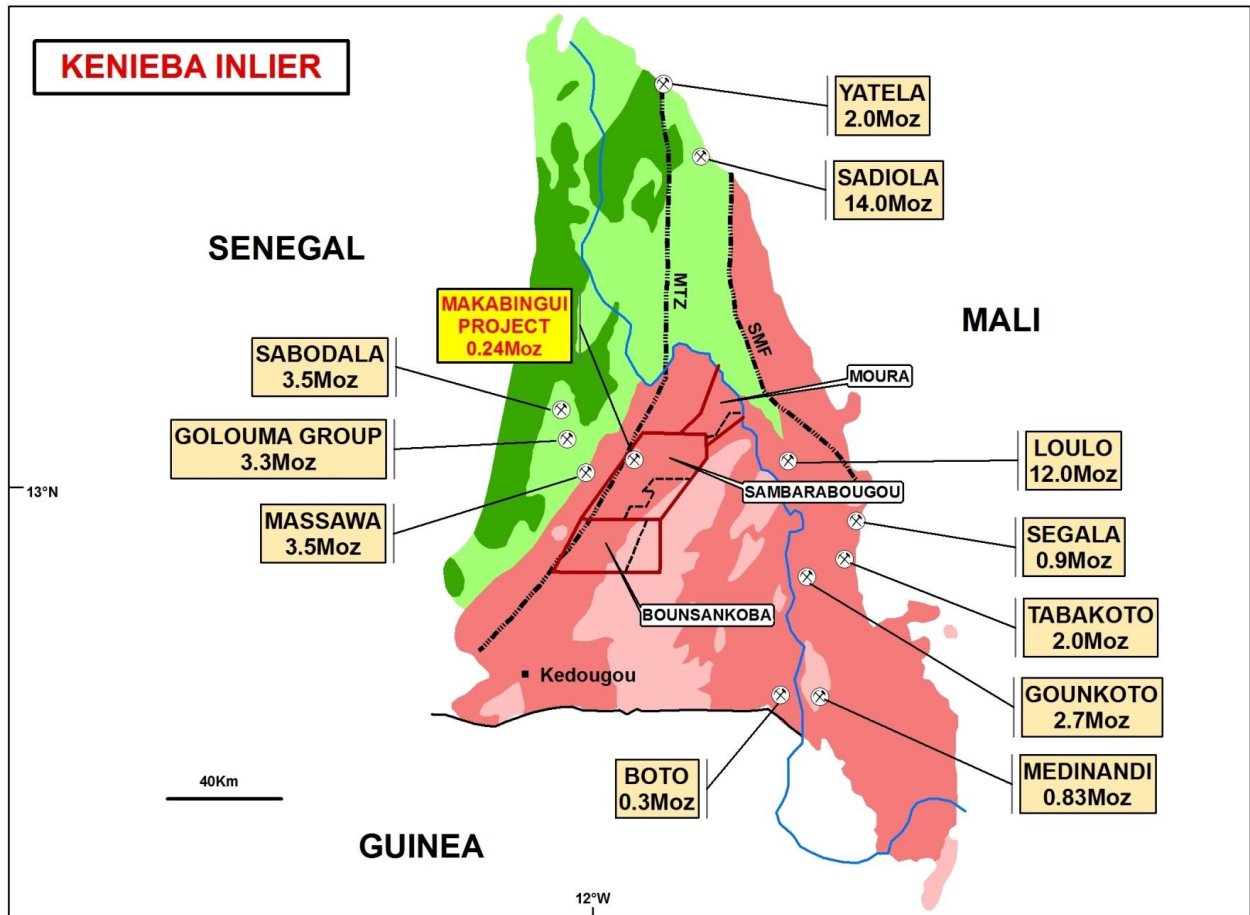 KENIEBA INLIER
YATELA
2.0Moz
SADIOLA
14.0Moz
SENEGAL
MTZ
MAKABINGUI
PROJECT
0.24Moz
MALI
SMF
SABODALA
3.5Moz
MOURA
GOLOUMA GROUP
3.3Moz
LOULO
12.0Moz
SAMBARABOUGOU
13°N
MASSAWA
3.5Moz
SEGALA
0.9Moz
TABAKOTO
2.0Moz
BOUNSANKOBA
Kedougou
GOUNKOTO
2.7Moz
BOTO
0.3Moz
MEDINANDI
0.83Moz
40Km
GUINEA
12°W